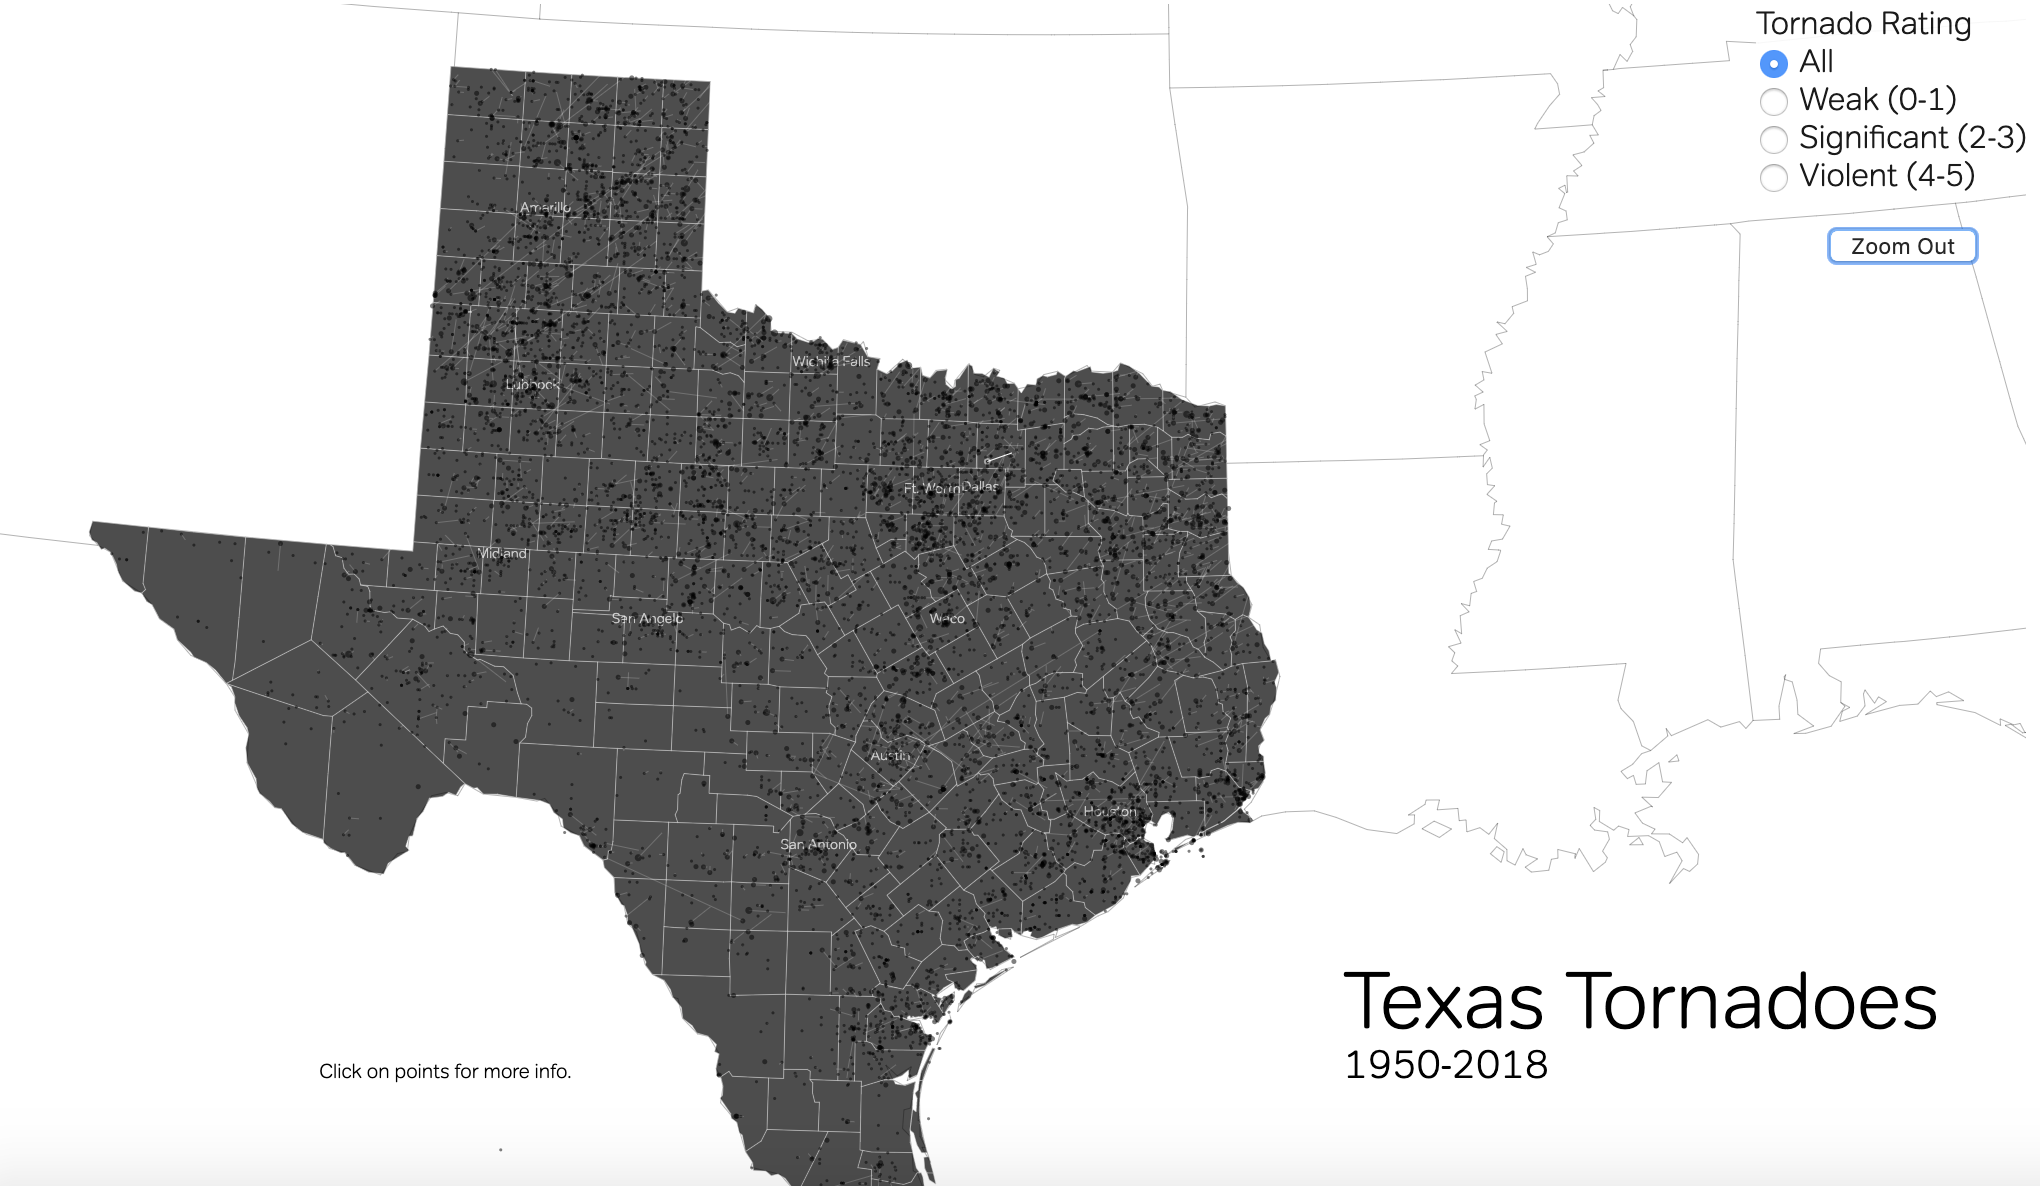 Tornado Rating
All
Weak (0-1)
Significant (2-3)
Violent (4-5)
Zoom Out
Amarillo
Wichita Falls
Lubbock
Ft. Worth
Dallas
Midland
San Angelo
Waco
Austin
Houston
San Antonio
Texas Tornadoes
1950-2018
Click on points for more info.